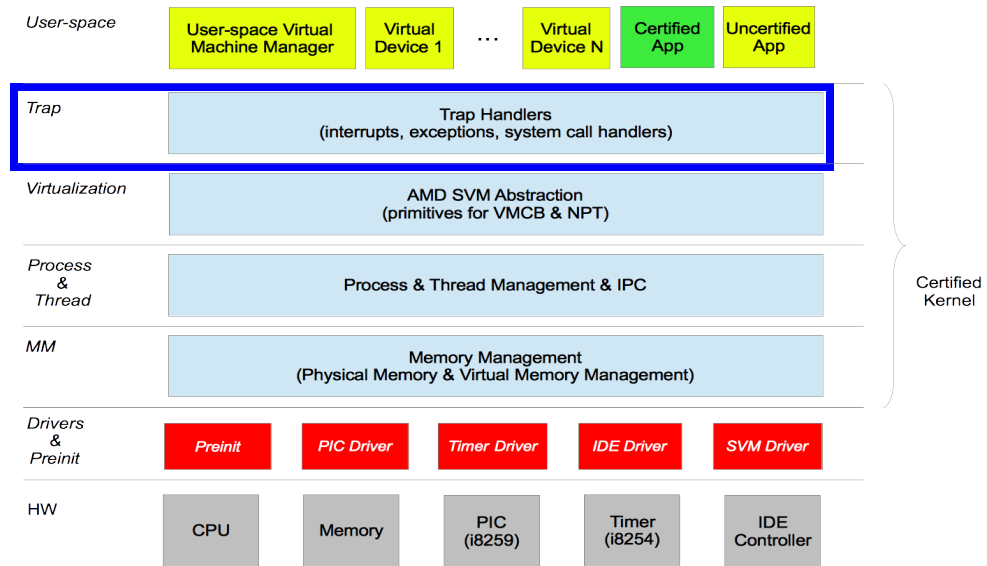 User-space
User-space Virtual
Machine Manager
Virtual
Device 1
...
Virtual
Device N
Certified
App
Uncertified
App
Trap
Trap Handlers
(interrupts, exceptions, system call handlers)
Virtualization
AMD SVM Abstraction
(primitives for VMCB & NPT)
Process
&
Thread
Process & Thread Management & IPC
Certified
Kernel
MM
Memory Management
(Physical Memory & Virtual Memory Management)
Drivers
&
Preinit
Preinit
PIC Driver
Timer Driver
IDE Driver
SVM Driver
HW
CPU
Memory
PIC
(i8259)
Timer
(i8254)
IDE
Controller